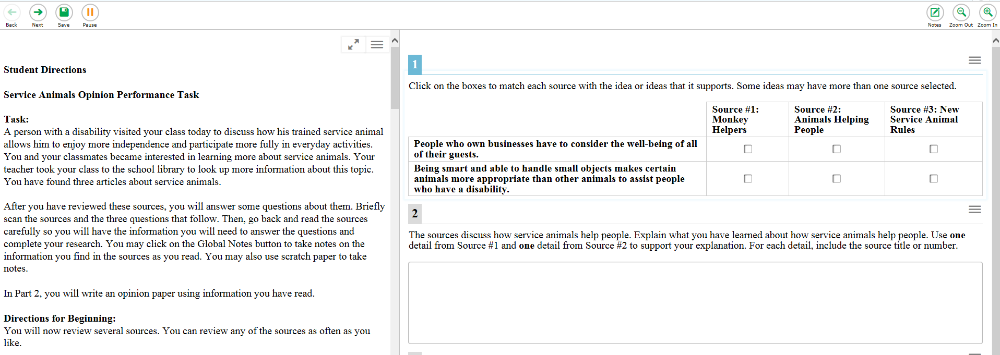 Back
Next
Save
Pause
Notes
Zoom Out
Zoom In
Student Directions
Service Animals Opinion Performance Task
Task:
A person with a disability visited your class today to discuss how his trained service animal
allows him to enjoy more independence and participate more fully in everyday activities.
You and your classmates became interested in learning more about service animals. Your
teacher took your class to the school library to look up more information about this topic.
You have found three articles about service animals.
After you have reviewed these sources, you will answer some questions about them. Briefly
scan the sources and the three questions that follow. Then, go back and read the sources
carefully so you will have the information you will need to answer the questions and
complete your research. You may click on the Global Notes button to take notes on the
information you find in the sources as you read. You may also use scratch paper to take
notes.
In Part 2, you will write an opinion paper using information you have read.
Directions for Beginning:
You will now review several sources. You can review any of the sources as often as you
like.
1
Click on the boxes to match each source with the idea or ideas that it supports. Some ideas may have more than one source selected.
Source #1:
Monkey
Helpers
Source #2:
Animals Helping
People
Source #3: New
Service Animal
Rules
People who own businesses have to consider the well-being of all
of their guests.
Being smart and able to handle small objects makes certain
animals more appropriate than other animals to assist people
who have a disability.
2
The sources discuss how service animals help people. Explain what you have learned about how service animals help people. Use one
detail from Source #1 and one detail from Source #2 to support your explanation. For each detail, include the source title or number.